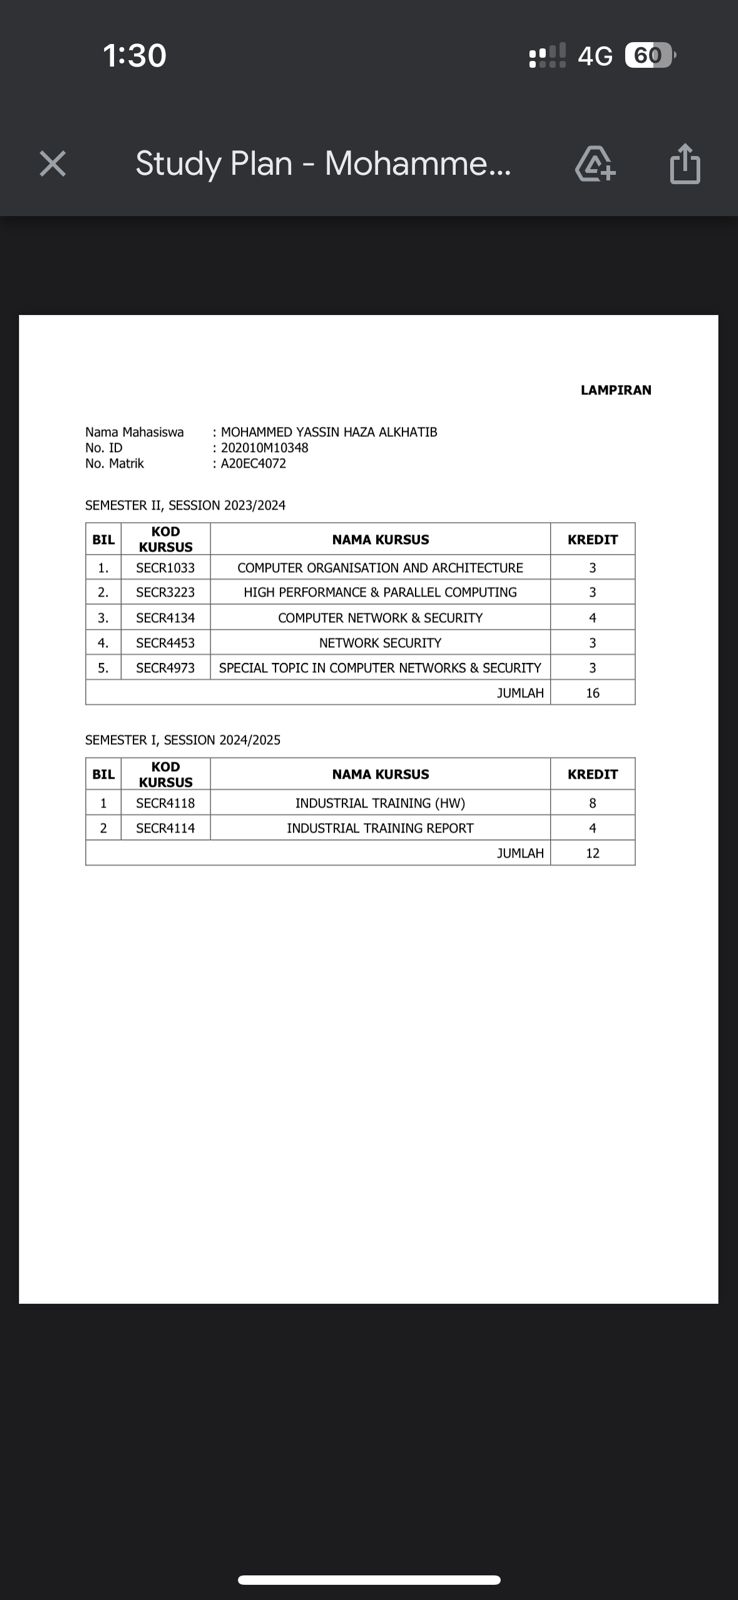 1:30
4G 60
Study Plan - Mohamme...
LAMPIRAN
Nama Mahasiswa : MOHAMMED YASSIN HAZA ALKHATIB
No. ID : 202010M10348
No. Matrik : A20EC4072
SEMESTER II, SESSION 2023/2024
BIL KOD KURSUS NAMA KURSUS KREDIT
1. SECR1033 COMPUTER ORGANISATION AND ARCHITECTURE 3
2. SECR3223 HIGH PERFORMANCE & PARALLEL COMPUTING 3
3. SECR4134 COMPUTER NETWORK & SECURITY 4
4. SECR4453 NETWORK SECURITY 3
5. SECR4973 SPECIAL TOPIC IN COMPUTER NETWORKS & SECURITY 3
JUMLAH 16
SEMESTER I, SESSION 2024/2025
BIL KOD KURSUS NAMA KURSUS KREDIT
1 SECR4118 INDUSTRIAL TRAINING (HW) 8
2 SECR4114 INDUSTRIAL TRAINING REPORT 4
JUMLAH 12